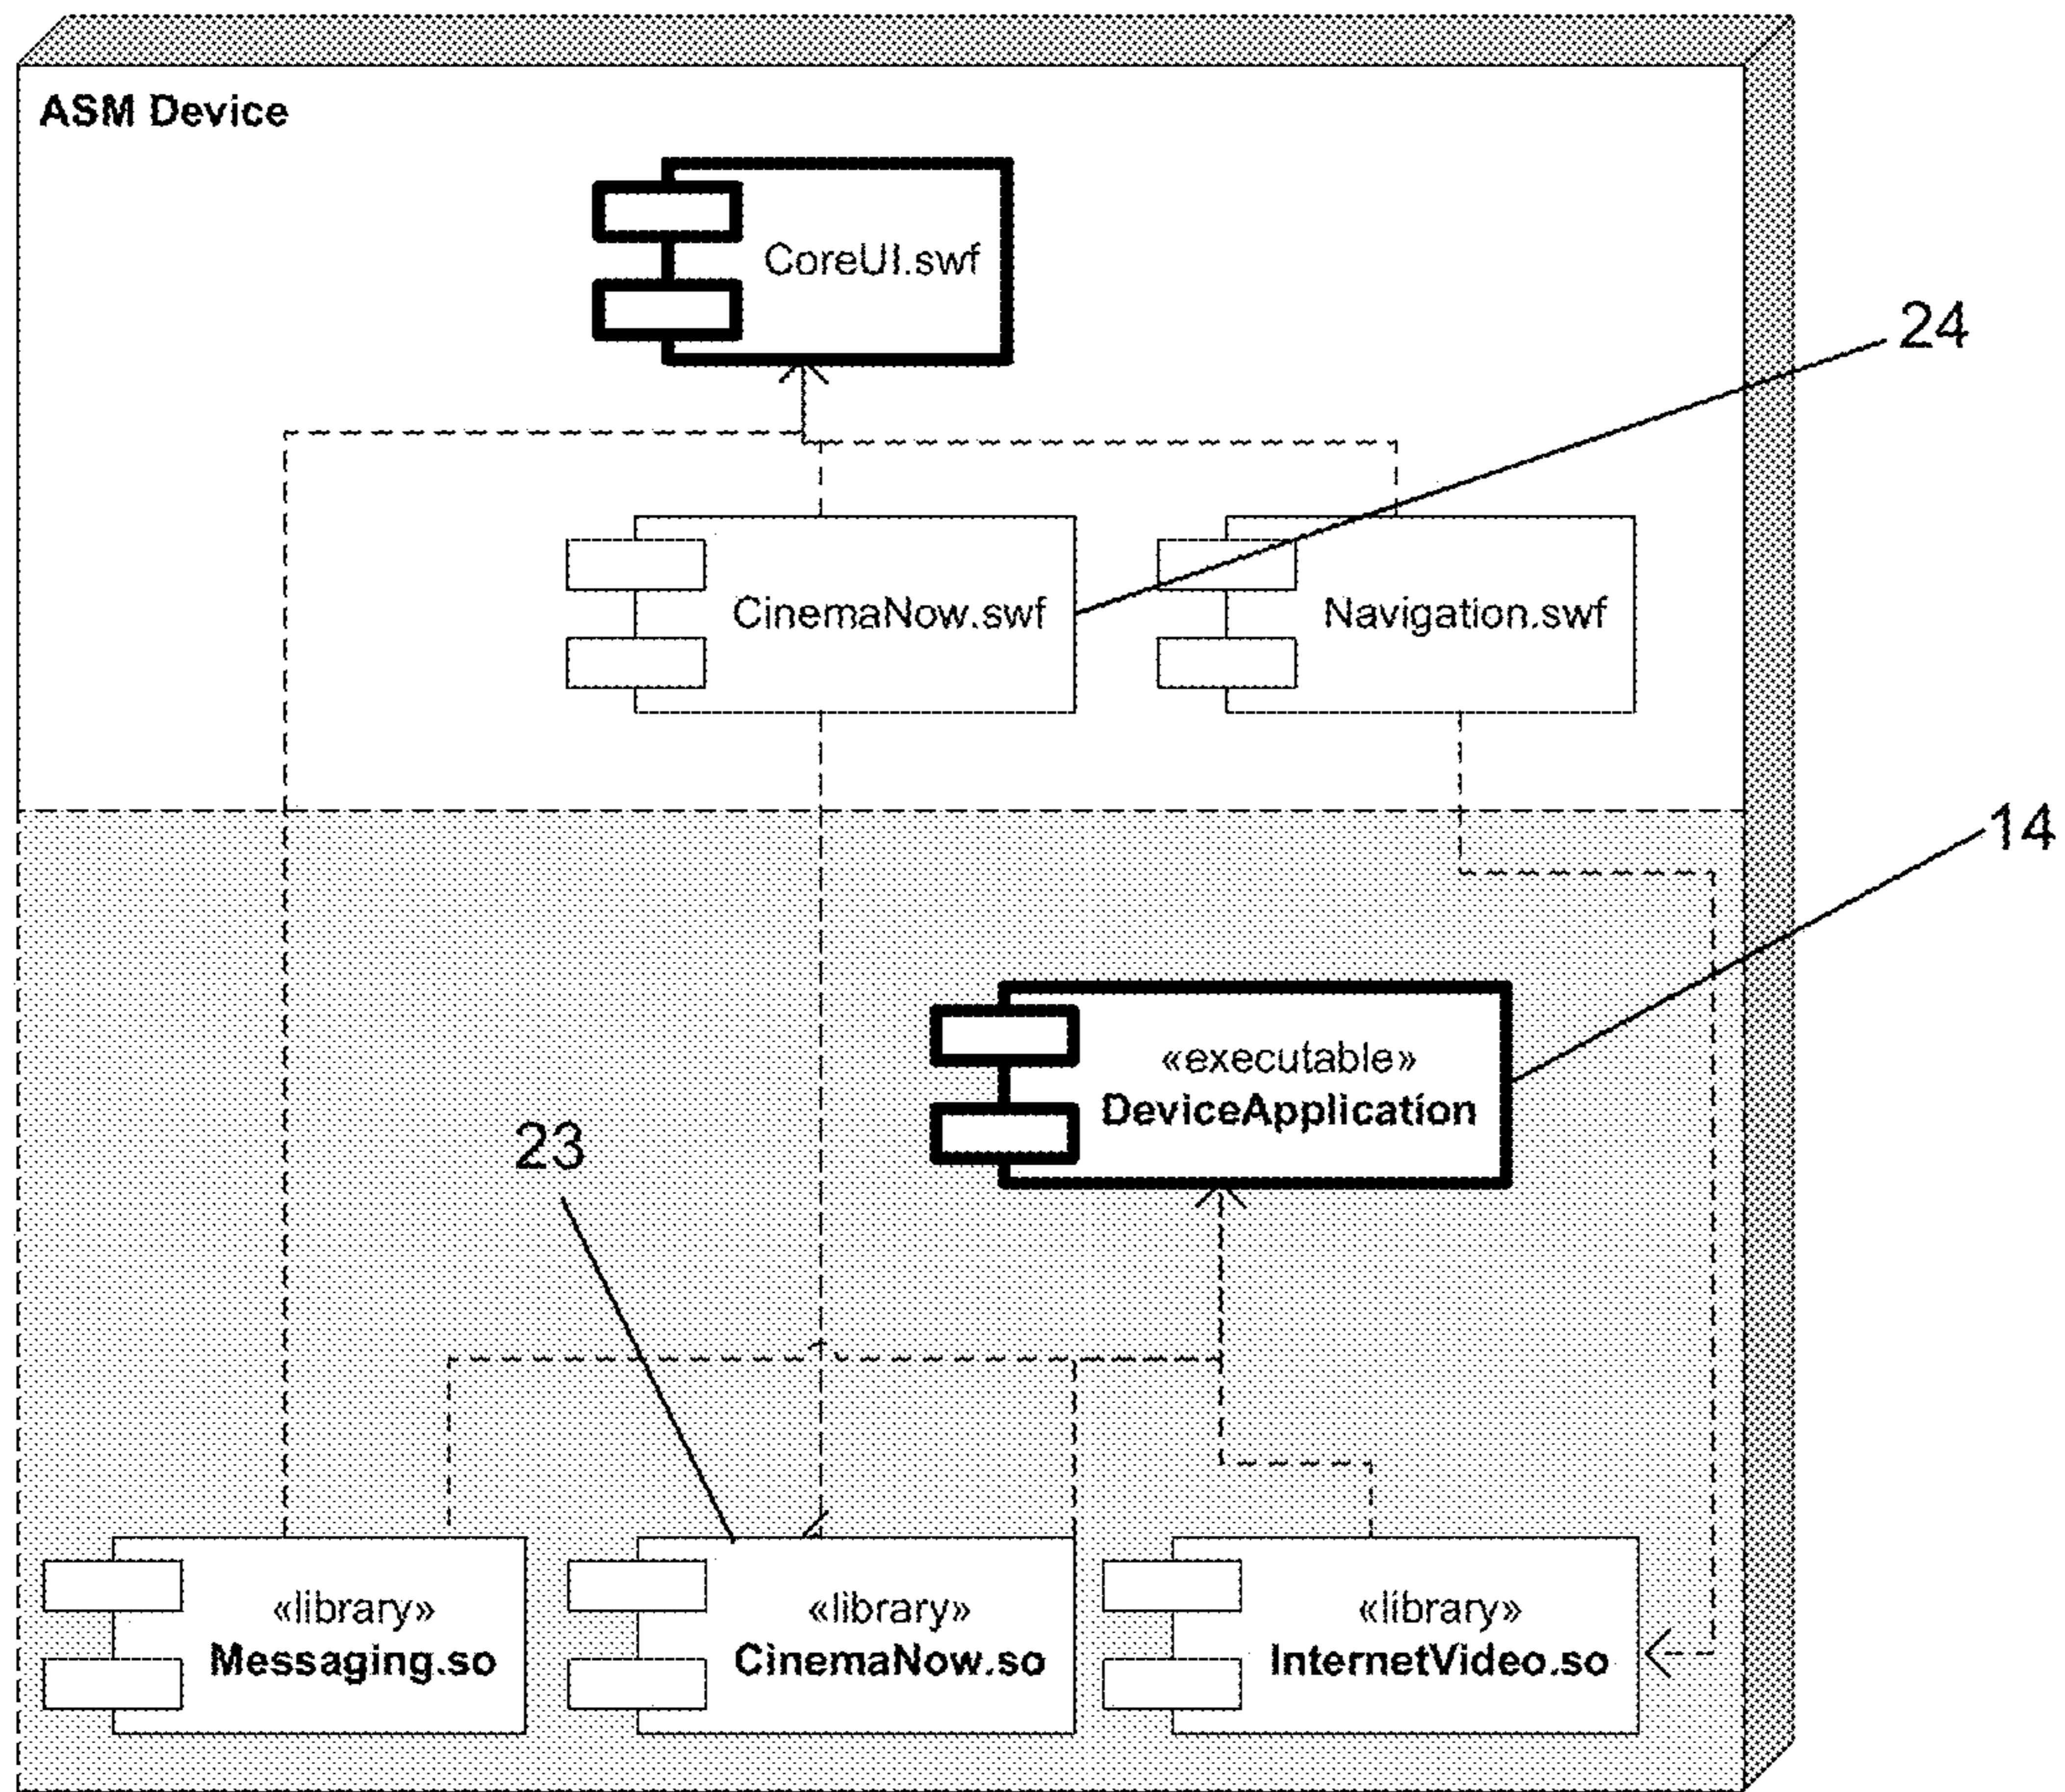 ASM Device
CoreUI.swf
24
CinemaNow.swf
Navigation.swf
14
«executable»
DeviceApplication
23
«library»
Messaging.so
«library»
CinemaNow.so
«library»
InternetVideo.so